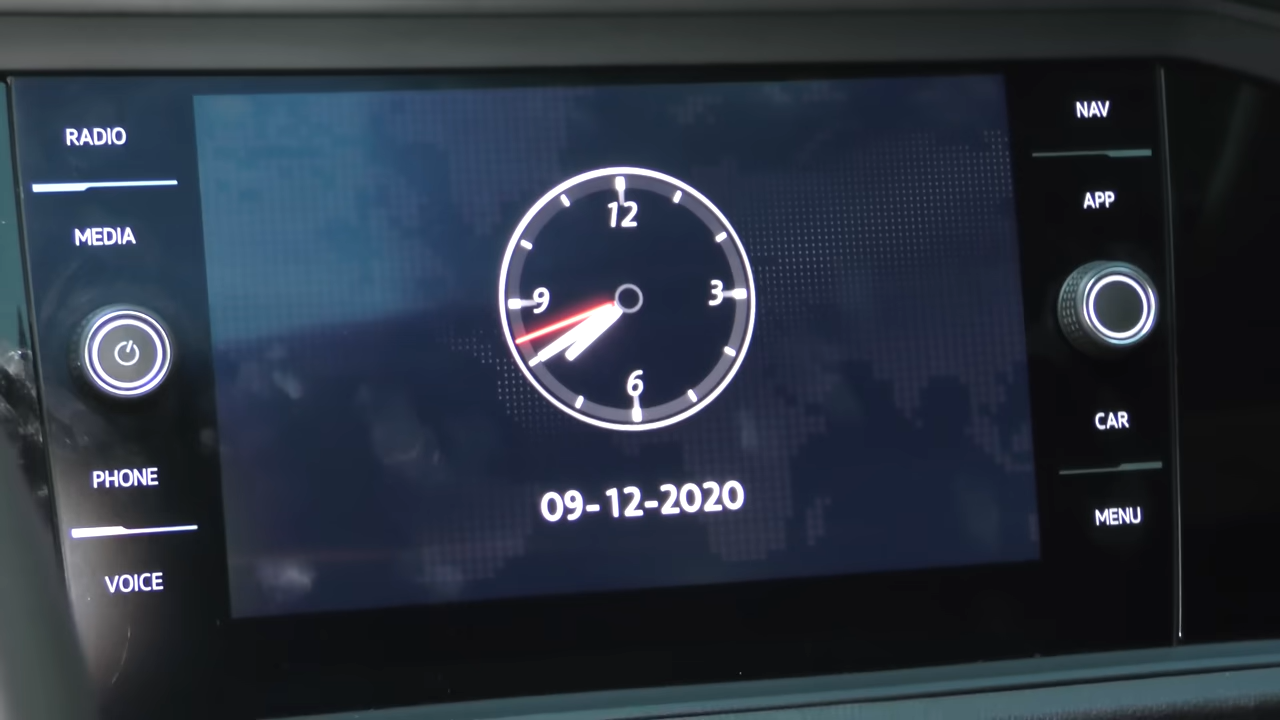 RADIO
MEDIA
PHONE
VOICE
12
9
3
6
09-12-2020
NAV
APP
CAR
MENU